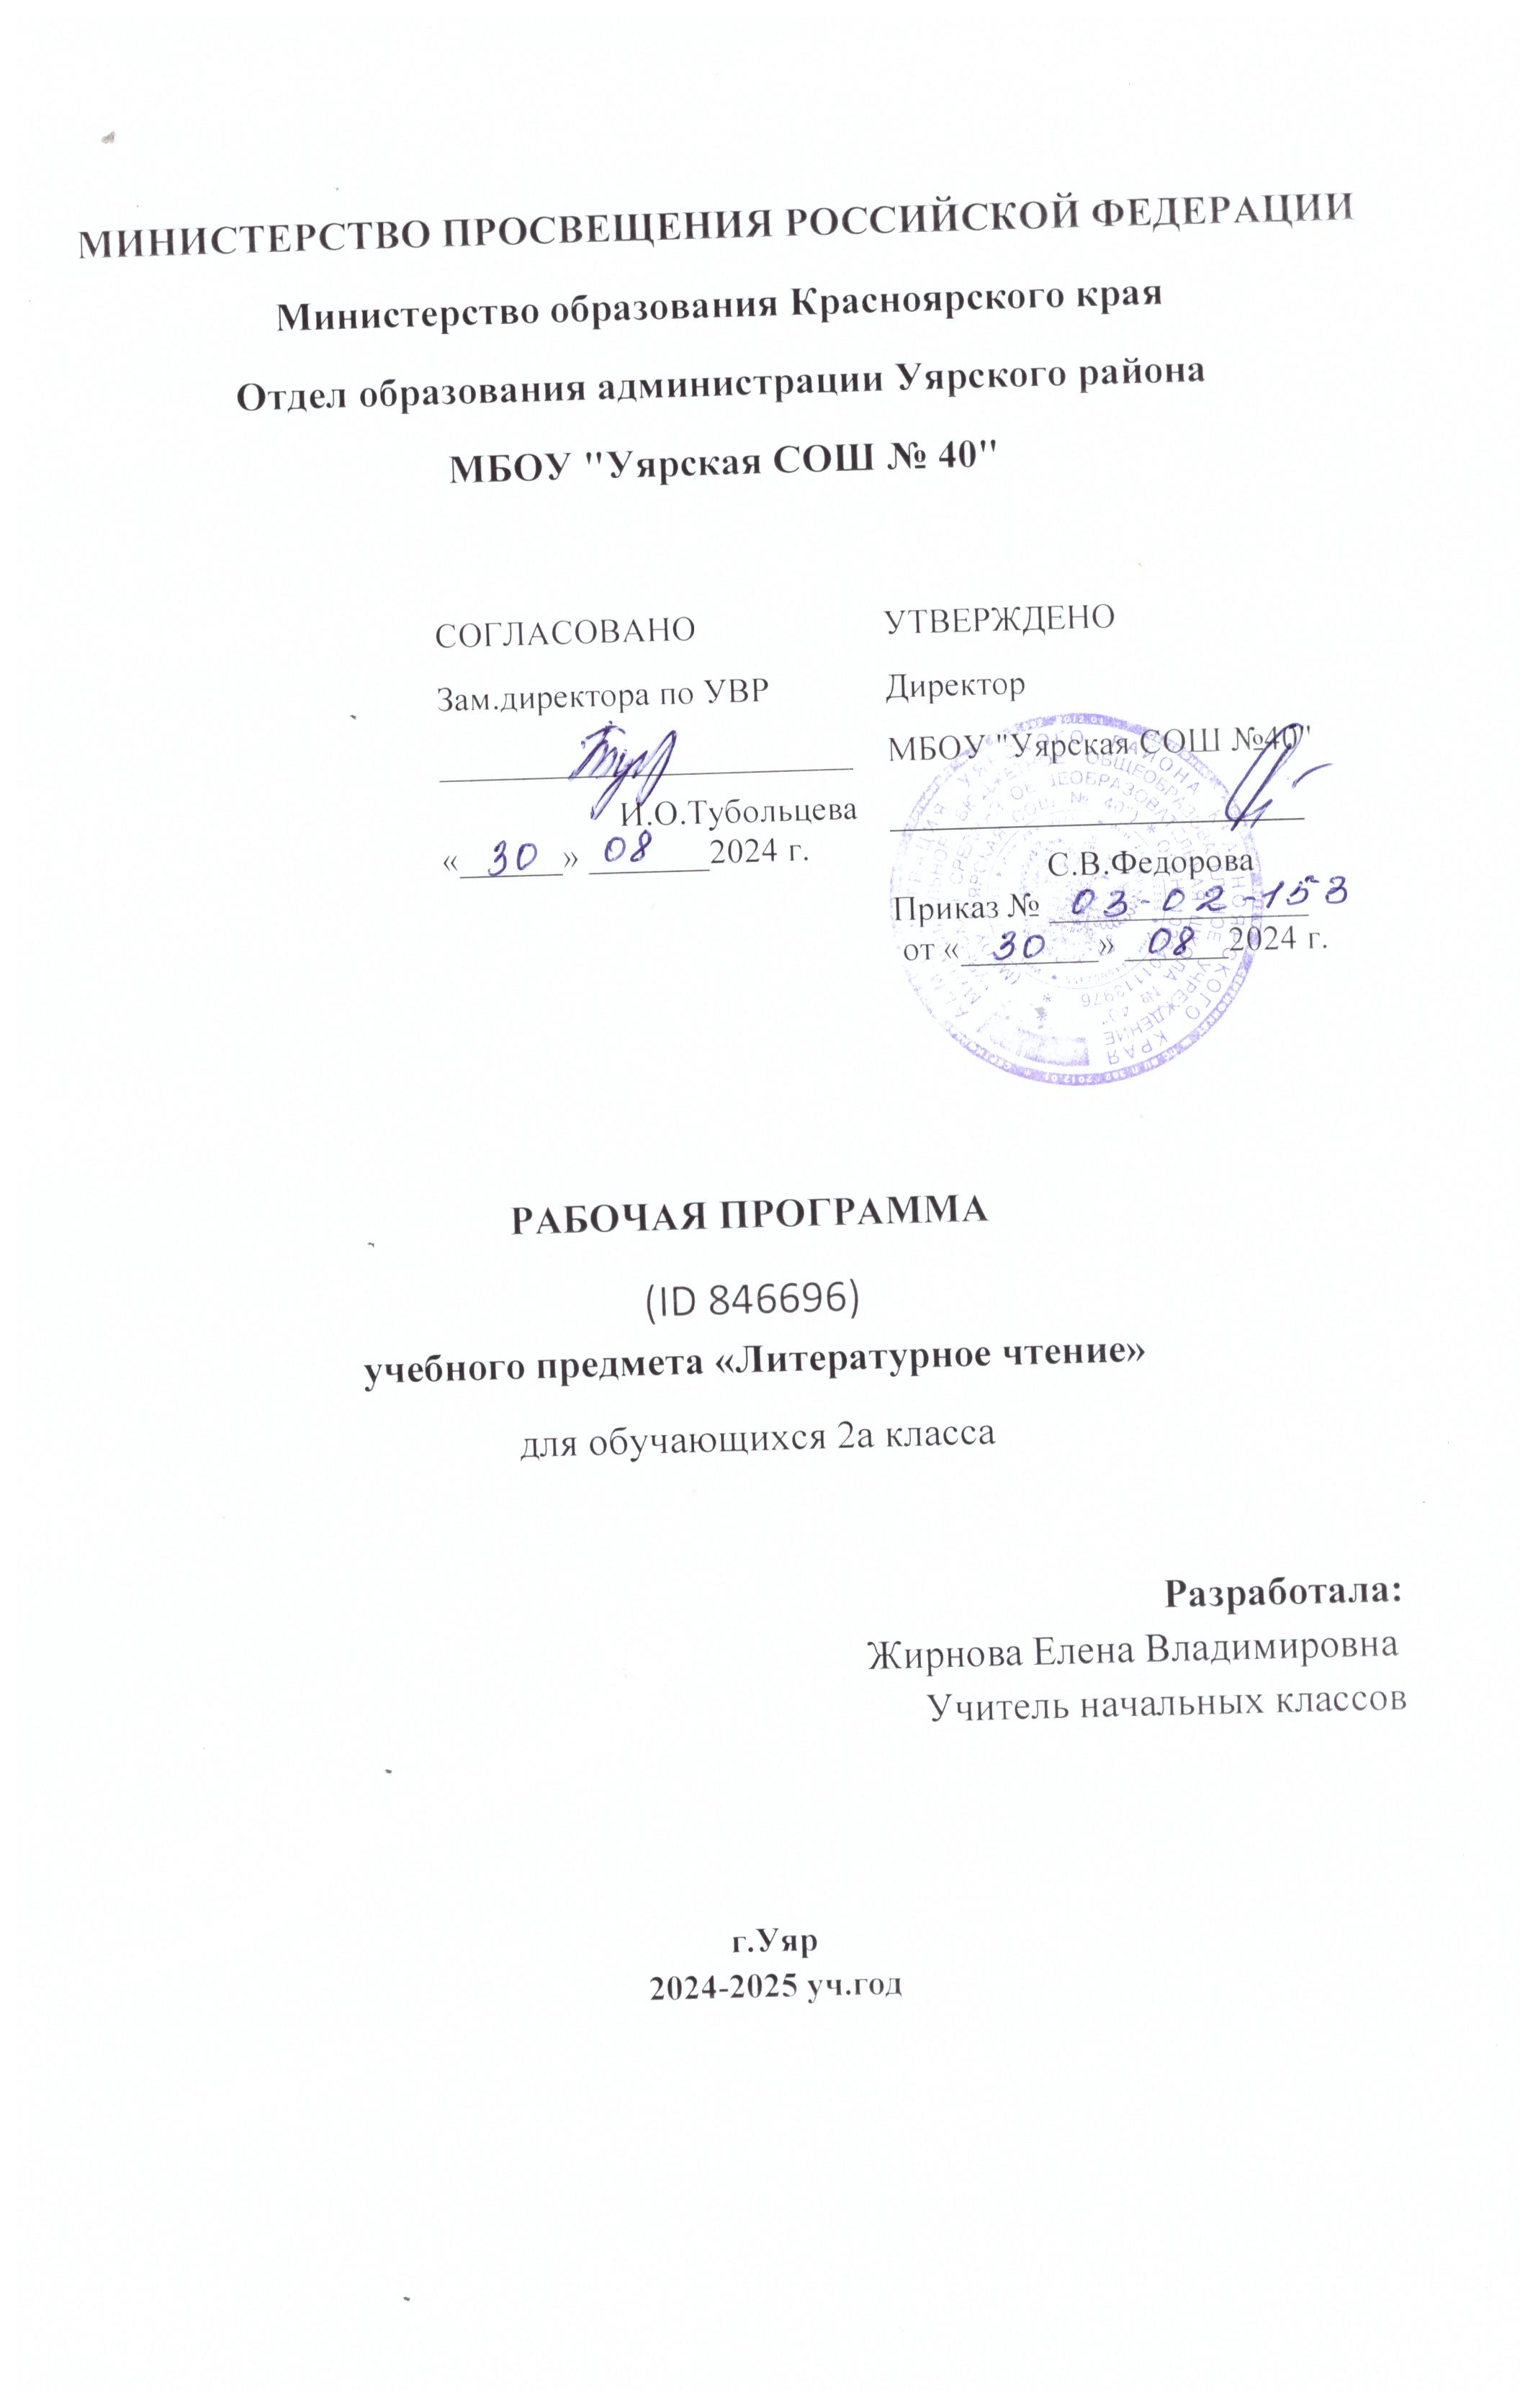 МИНИСТЕРСТВО ПРОСВЕЩЕНИЯ РОССИЙСКОЙ ФЕДЕРАЦИИ
Министерство образования Красноярского края
Отдел образования администрации Уярского района
МБОУ "Уярская СОШ № 40"
СОГЛАСОВАНО
Зам.директора по УВР
И.О.Тубольцева
«30» 08 2024 г.
УТВЕРЖДЕНО
Директор
МБОУ "Уярская СОШ №40"
С.В.Федорова
Приказ № 03-02-153
от «30» 08 2024 г.
РАБОЧАЯ ПРОГРАММА
(ID 846696)
учебного предмета «Литературное чтение»
для обучающихся 2а класса
Разработала:
Жирнова Елена Владимировна
Учитель начальных классов
г.Уяр
2024-2025 уч.год